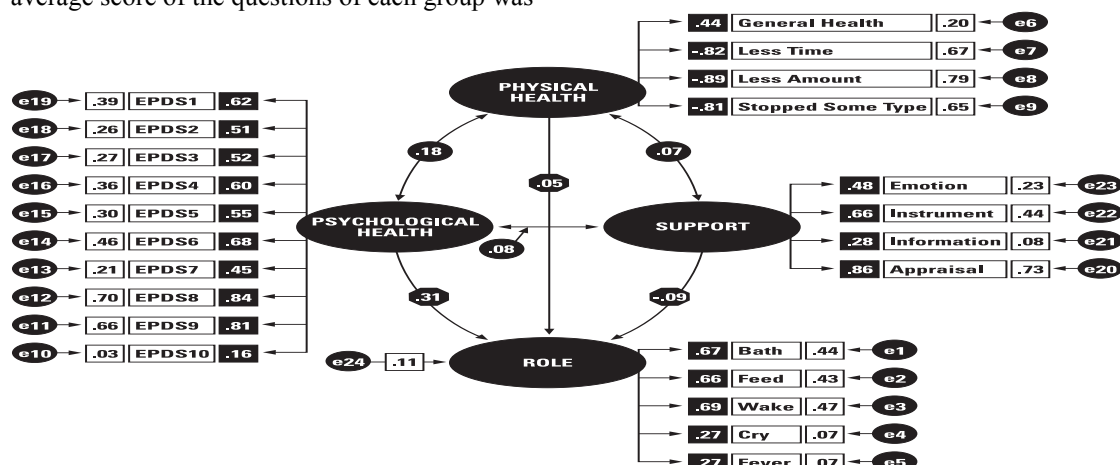 average score of the questions of each group was
.44 General Health .20 e6
-.82 Less Time .67 e7
-.89 Less Amount .79 e8
-.81 Stopped Some Type .65 e9
PHYSICAL
HEALTH
e19 .39 EPDS1 .62
e18 .26 EPDS2 .51
e17 .27 EPDS3 .52
e16 .36 EPDS4 .60
e15 .30 EPDS5 .55
e14 .46 EPDS6 .68
e13 .21 EPDS7 .45
e12 .70 EPDS8 .84
e11 .66 EPDS9 .81
e10 .03 EPDS10 .16
.18
.07
.05
PSYCHOLOGICAL
HEALTH
SUPPORT
.08
.48 Emotion .23 e23
.66 Instrument .44 e22
.28 Information .08 e21
.86 Appraisal .73 e20
.31
-.09
e24 .11
ROLE
.67 Bath .44 e1
.66 Feed .43 e2
.69 Wake .47 e3
.27 Cry .07 e4
.27 Fever .07 e5